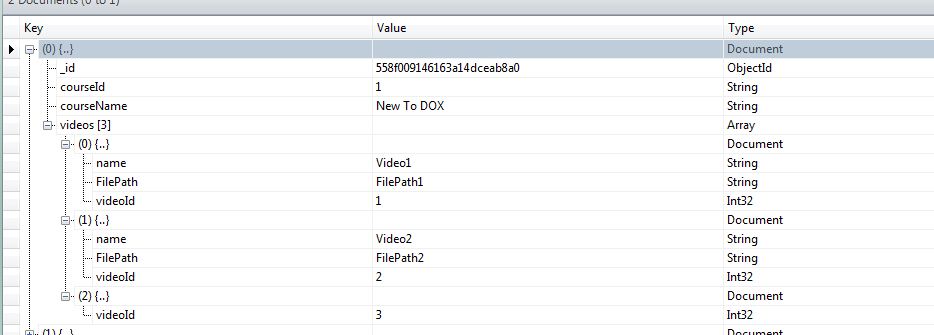 2 Documents (0 to 1)
Key Value Type
(0) {..} Document
_id 558f009146163a14dceab8a0 ObjectId
courseId 1 String
courseName New To DOX String
videos [3] Array
(0) {..} Document
name Video1 String
FilePath FilePath1 String
videoId 1 Int32
(1) {..} Document
name Video2 String
FilePath FilePath2 String
videoId 2 Int32
(2) {..} Document
videoId 3 Int32
(1) {..} Document